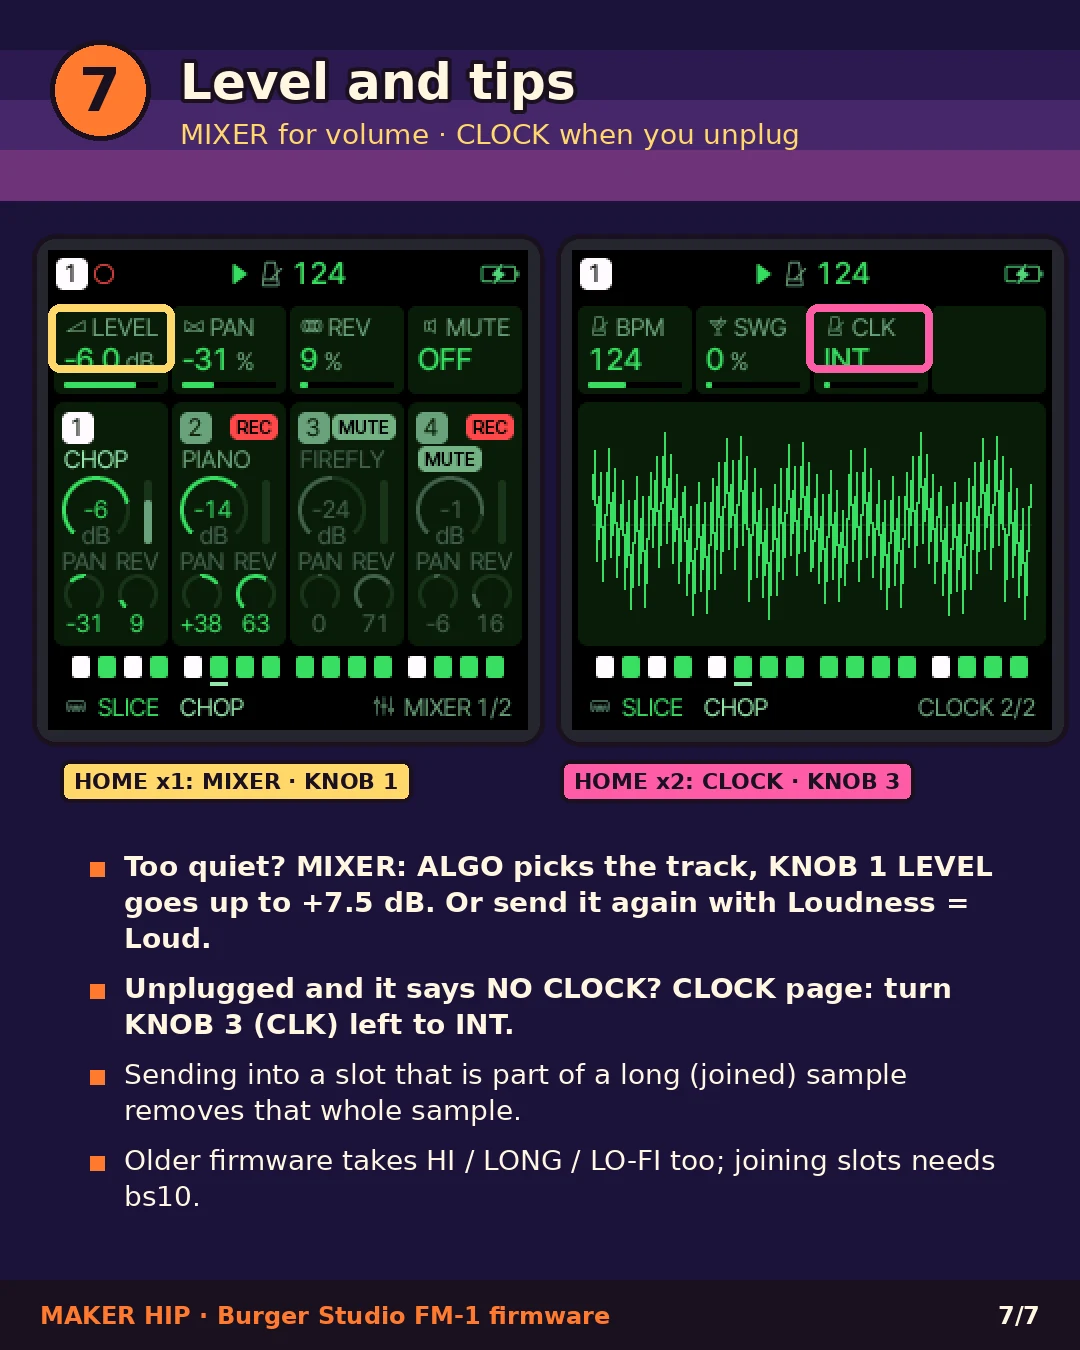 7
Level and tips
MIXER for volume · CLOCK when you unplug
1 124
LEVEL PAN REV MUTE
-6.0 dB -31 % 9 % OFF
1 2 REC 3 MUTE 4 REC
MUTE
CHOP PIANO FIREFLY
-6 -14 -24 -1
dB dB dB dB
PAN REV PAN REV PAN REV PAN REV
-31 9 +38 63 0 71 -6 16
SLICE CHOP MIXER 1/2
1 124
BPM SWG CLK
124 0 % INT
SLICE CHOP CLOCK 2/2
HOME x1: MIXER · KNOB 1
HOME x2: CLOCK · KNOB 3
Too quiet? MIXER: ALGO picks the track, KNOB 1 LEVEL
goes up to +7.5 dB. Or send it again with Loudness =
Loud.
Unplugged and it says NO CLOCK? CLOCK page: turn
KNOB 3 (CLK) left to INT.
Sending into a slot that is part of a long (joined) sample
removes that whole sample.
Older firmware takes HI / LONG / LO-FI too; joining slots needs
bs10.
MAKER HIP · Burger Studio FM-1 firmware
7/7